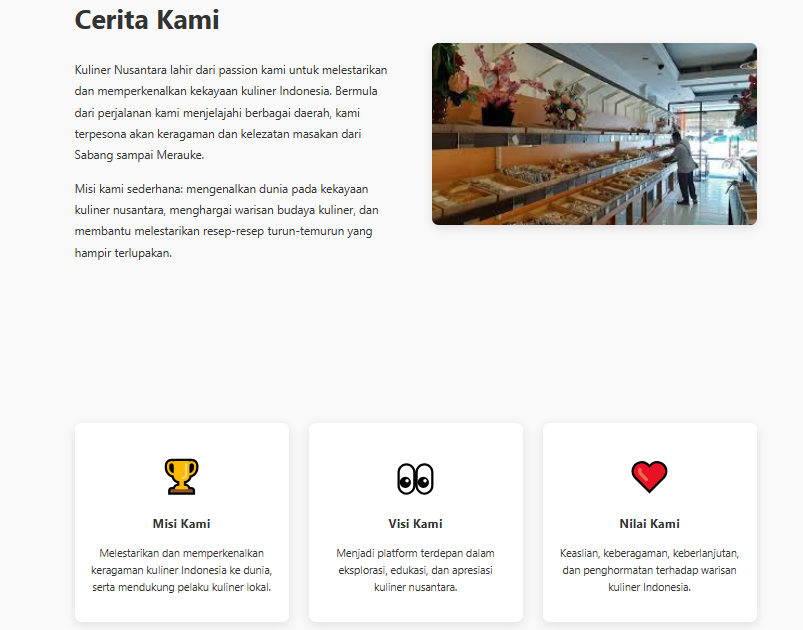 Cerita Kami
Kuliner Nusantara lahir dari passion kami untuk melestarikan
dan memperkenalkan kekayaan kuliner Indonesia. Bermula
dari perjalanan kami menjelajahi berbagai daerah, kami
terpesona akan keragaman dan kelezatan masakan dari
Sabang sampai Merauke.
Misi kami sederhana: mengenalkan dunia pada kekayaan
kuliner nusantara, menghargai warisan budaya kuliner, dan
membantu melestarikan resep-resep turun-temurun yang
hampir terlupakan.
Misi Kami
Melestarikan dan memperkenalkan
keragaman kuliner Indonesia ke dunia,
serta mendukung pelaku kuliner lokal.
Visi Kami
Menjadi platform terdepan dalam
eksplorasi, edukasi, dan apresiasi
kuliner nusantara.
Nilai Kami
Keaslian, keberagaman, keberlanjutan,
dan penghormatan terhadap warisan
kuliner Indonesia.